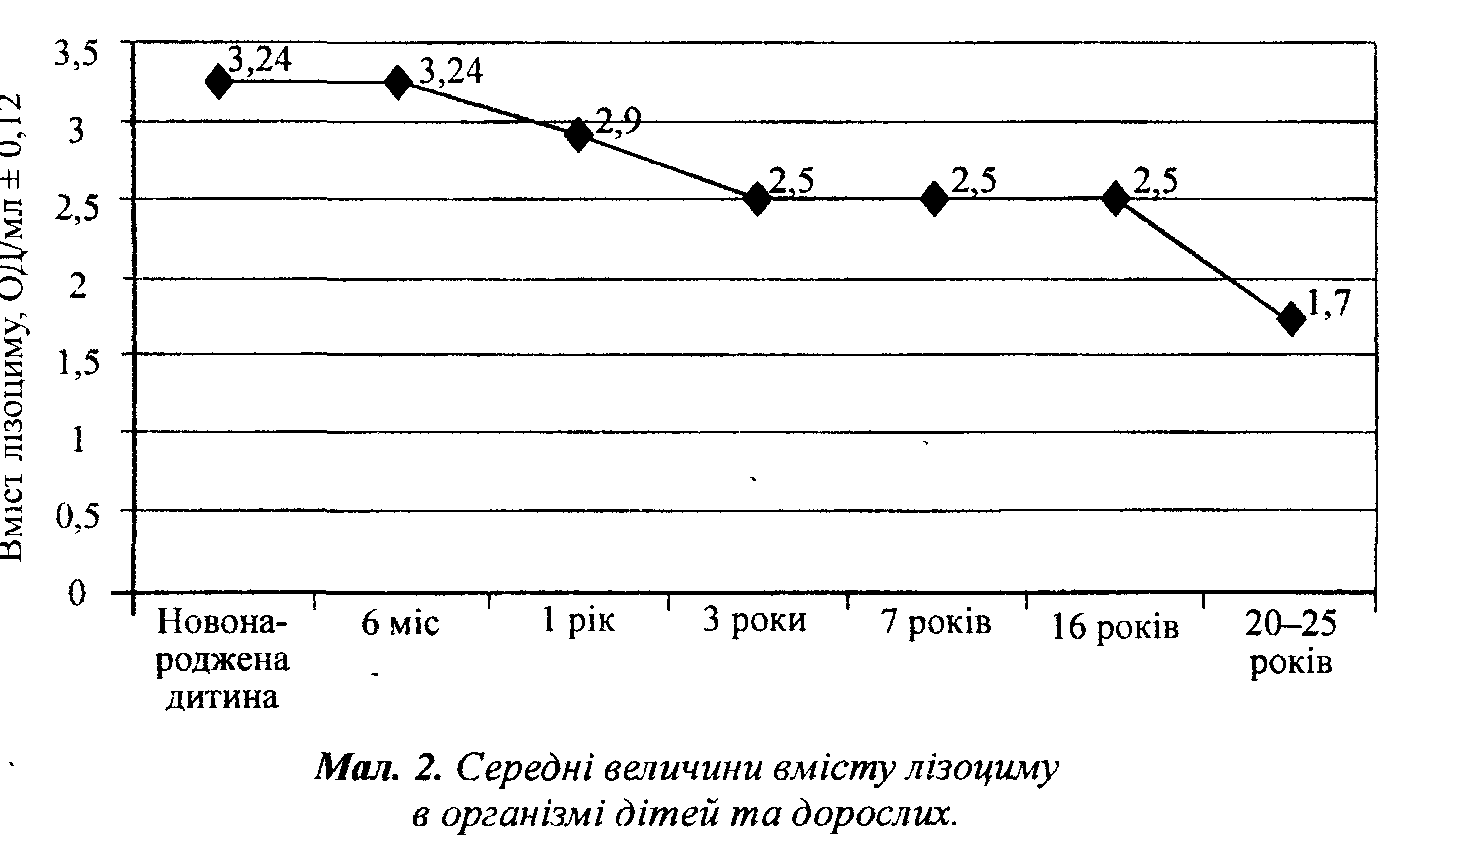 Вміст лізоциму, ОД/мл ± 0,12
3,5
3
2,5
2
1,5
1
0,5
0
3,24
3,24
2,9
2,5
2,5
2,5
1,7
Новона-
роджена
дитина
6 міс
1 рік
3 роки
7 років
16 років
20–25
років
Мал. 2. Середні величини вмісту лізоциму
в організмі дітей та дорослих.